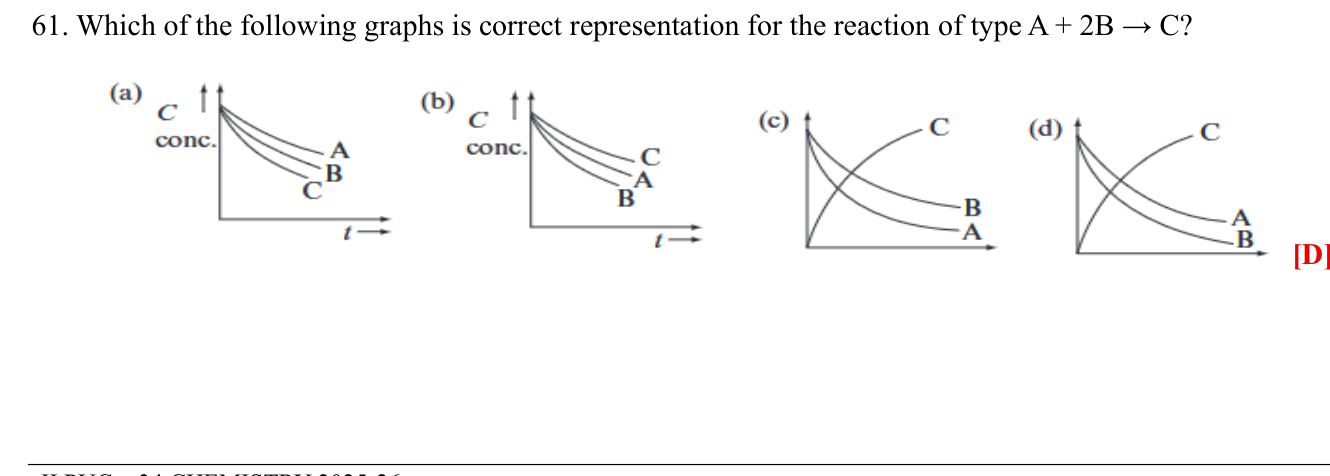 61. Which of the following graphs is correct representation for the reaction of type A + 2B → C?
(a) C conc. A B C t
(b) C conc. C A B t
(c) C B A
(d) C A B
[D]